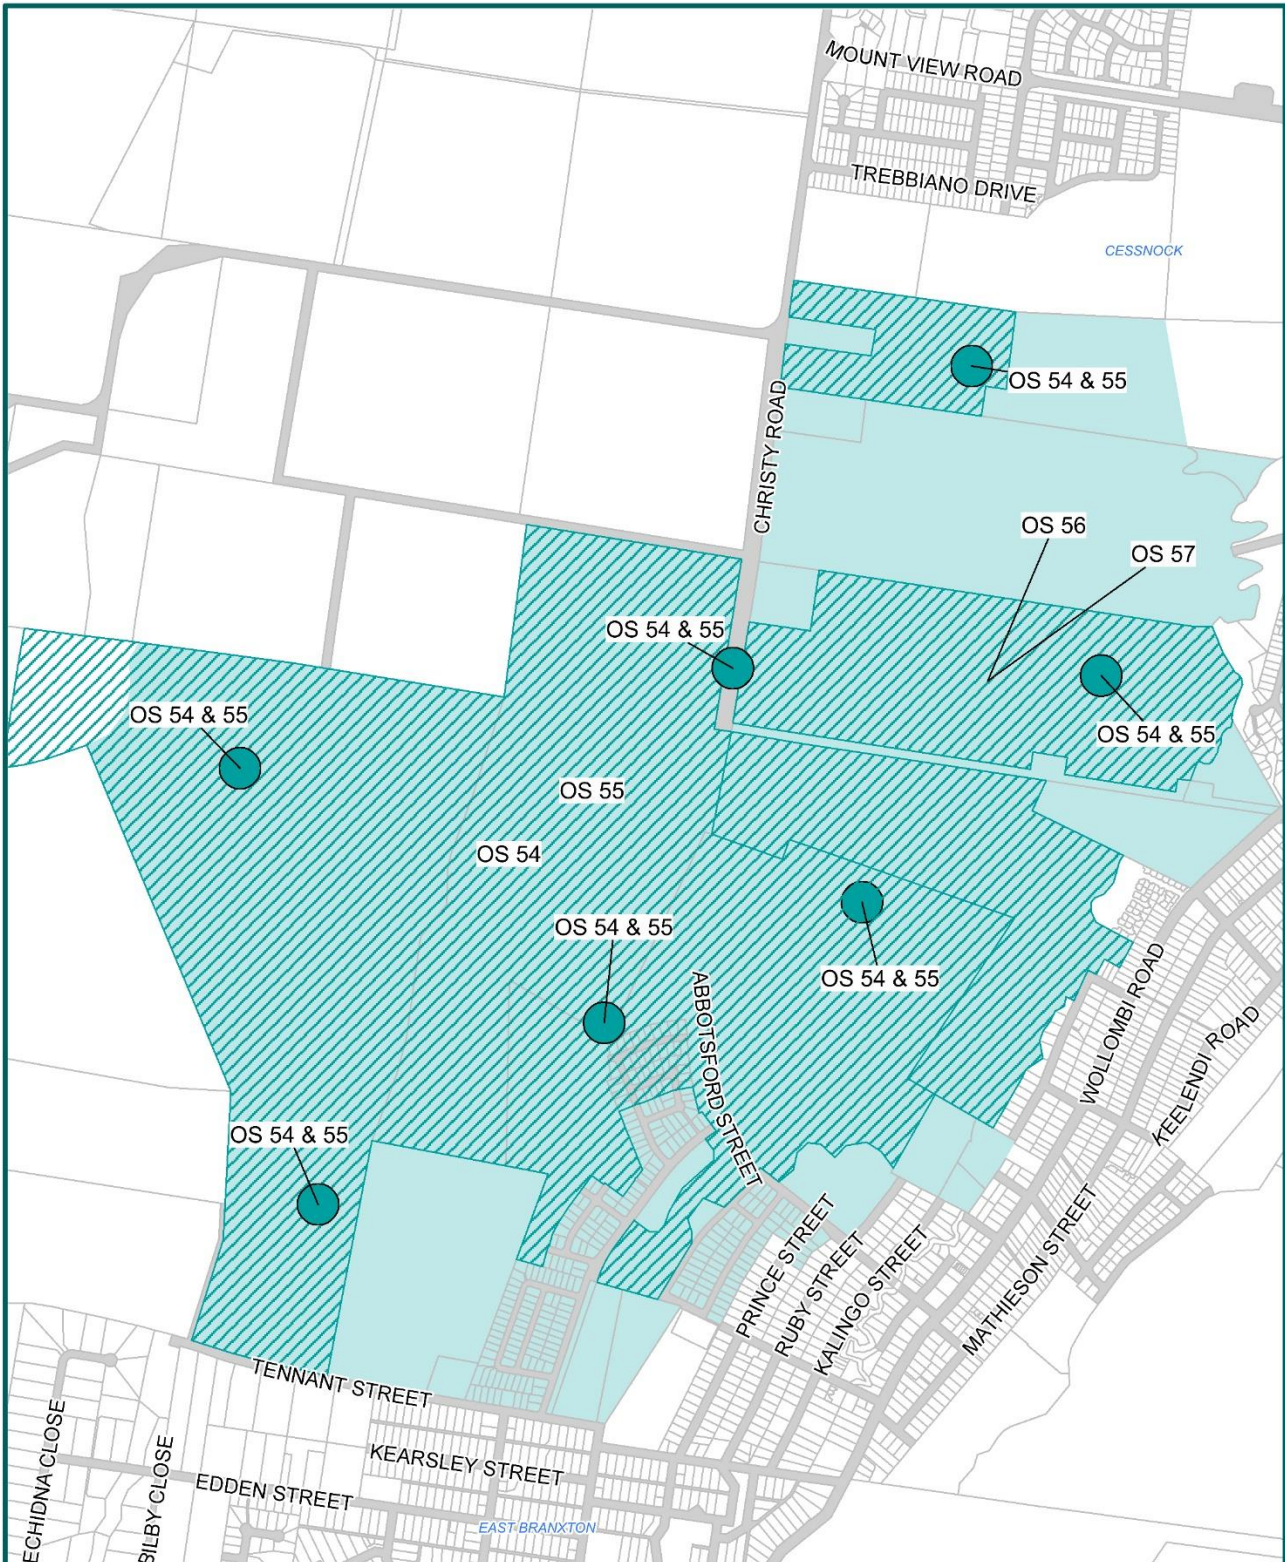 MOUNT VIEW ROAD
TREBBIANO DRIVE
CESSNOCK
OS 54 & 55
CHRISTY ROAD
OS 56
OS 57
OS 54 & 55
OS 54 & 55
OS 54 & 55
OS 55
OS 54
OS 54 & 55
OS 54 & 55
ABBOTSFORD STREET
WOLLOMBI ROAD
KEELENDI ROAD
OS 54 & 55
PRINCE STREET
RUBY STREET
KALINGO STREET
MATHIESON STREET
TENNANT STREET
KEARSLEY STREET
EDDEN STREET
ECHIDNA CLOSE
BILBY CLOSE
EAST BRANXTON